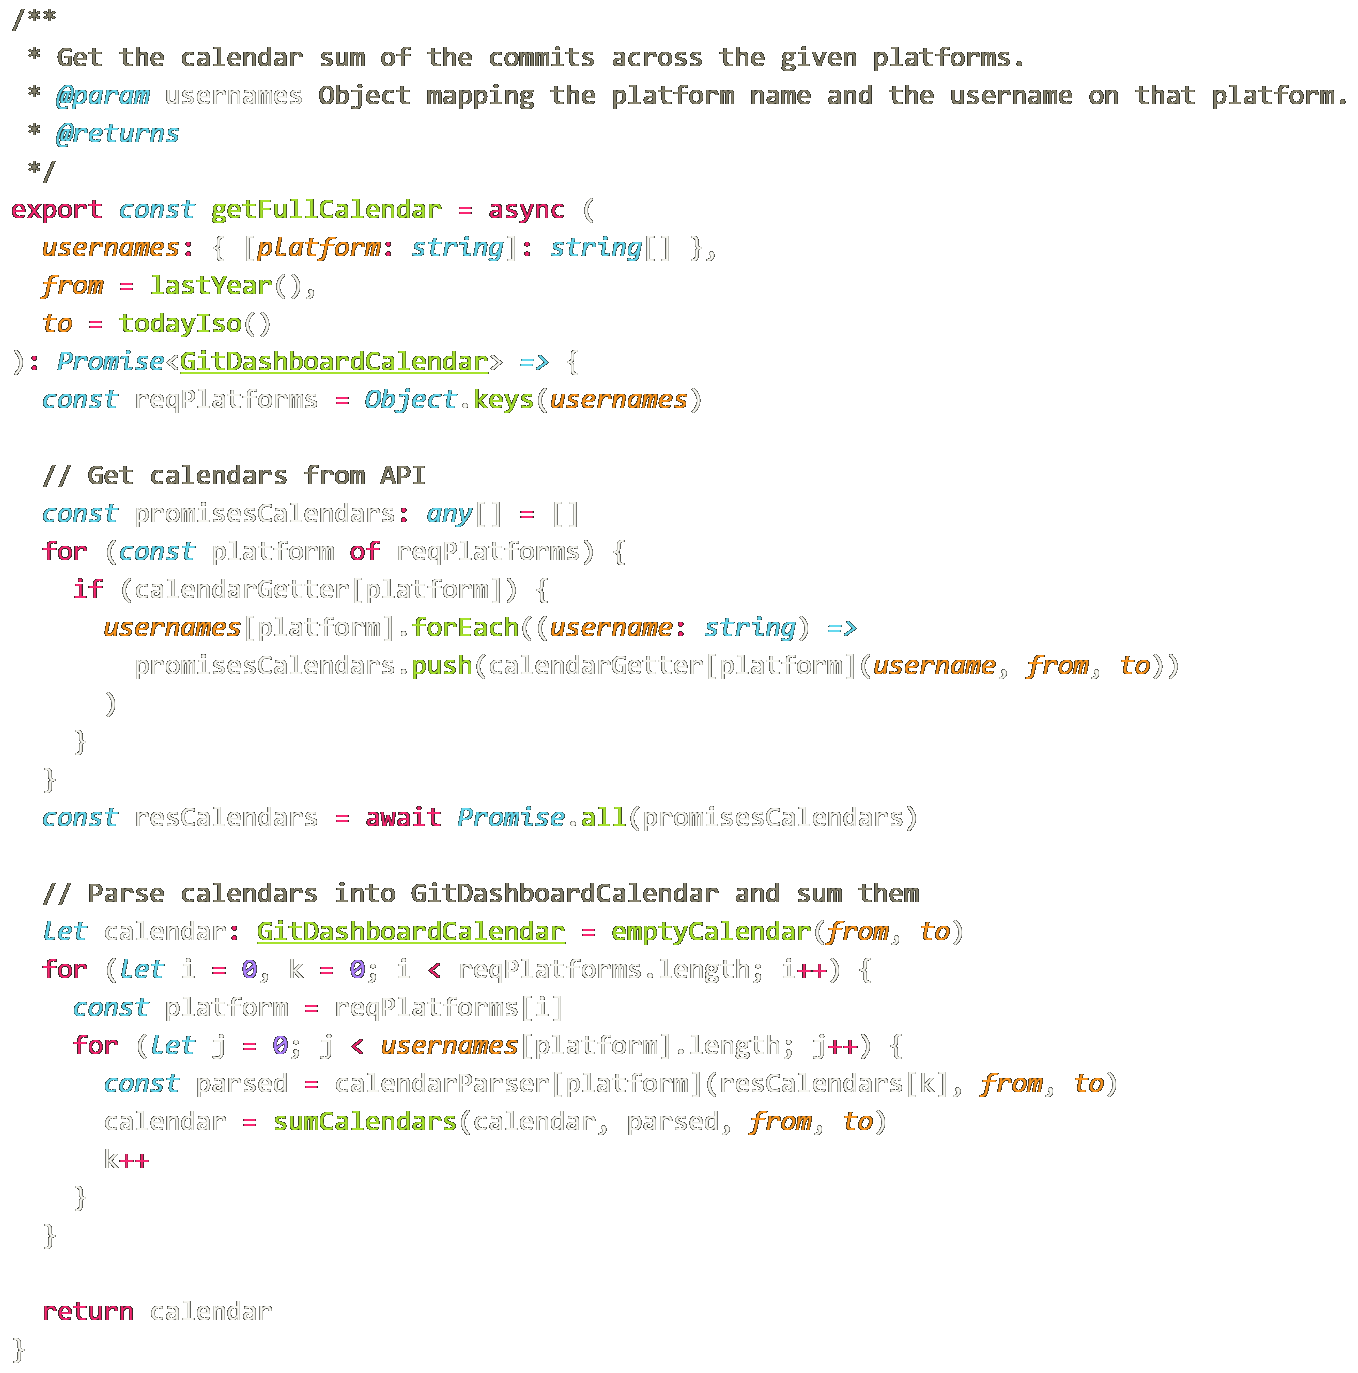 /**
 * Get the calendar sum of the commits across the given platforms.
 * @param usernames Object mapping the platform name and the username on that platform.
 * @returns
 */
export const getFullCalendar = async (
  usernames: { [platform: string]: string[] },
  from = lastYear(),
  to = todayIso()
): Promise<GitDashboardCalendar> => {
  const reqPlatforms = Object.keys(usernames)

  // Get calendars from API
  const promisesCalendars: any[] = []
  for (const platform of reqPlatforms) {
    if (calendarGetter[platform]) {
      usernames[platform].forEach((username: string) =>
        promisesCalendars.push(calendarGetter[platform](username, from, to))
      )
    }
  }
  const resCalendars = await Promise.all(promisesCalendars)

  // Parse calendars into GitDashboardCalendar and sum them
  let calendar: GitDashboardCalendar = emptyCalendar(from, to)
  for (let i = 0, k = 0; i < reqPlatforms.length; i++) {
    const platform = reqPlatforms[i]
    for (let j = 0; j < usernames[platform].length; j++) {
      const parsed = calendarParser[platform](resCalendars[k], from, to)
      calendar = sumCalendars(calendar, parsed, from, to)
      k++
    }
  }

  return calendar
}